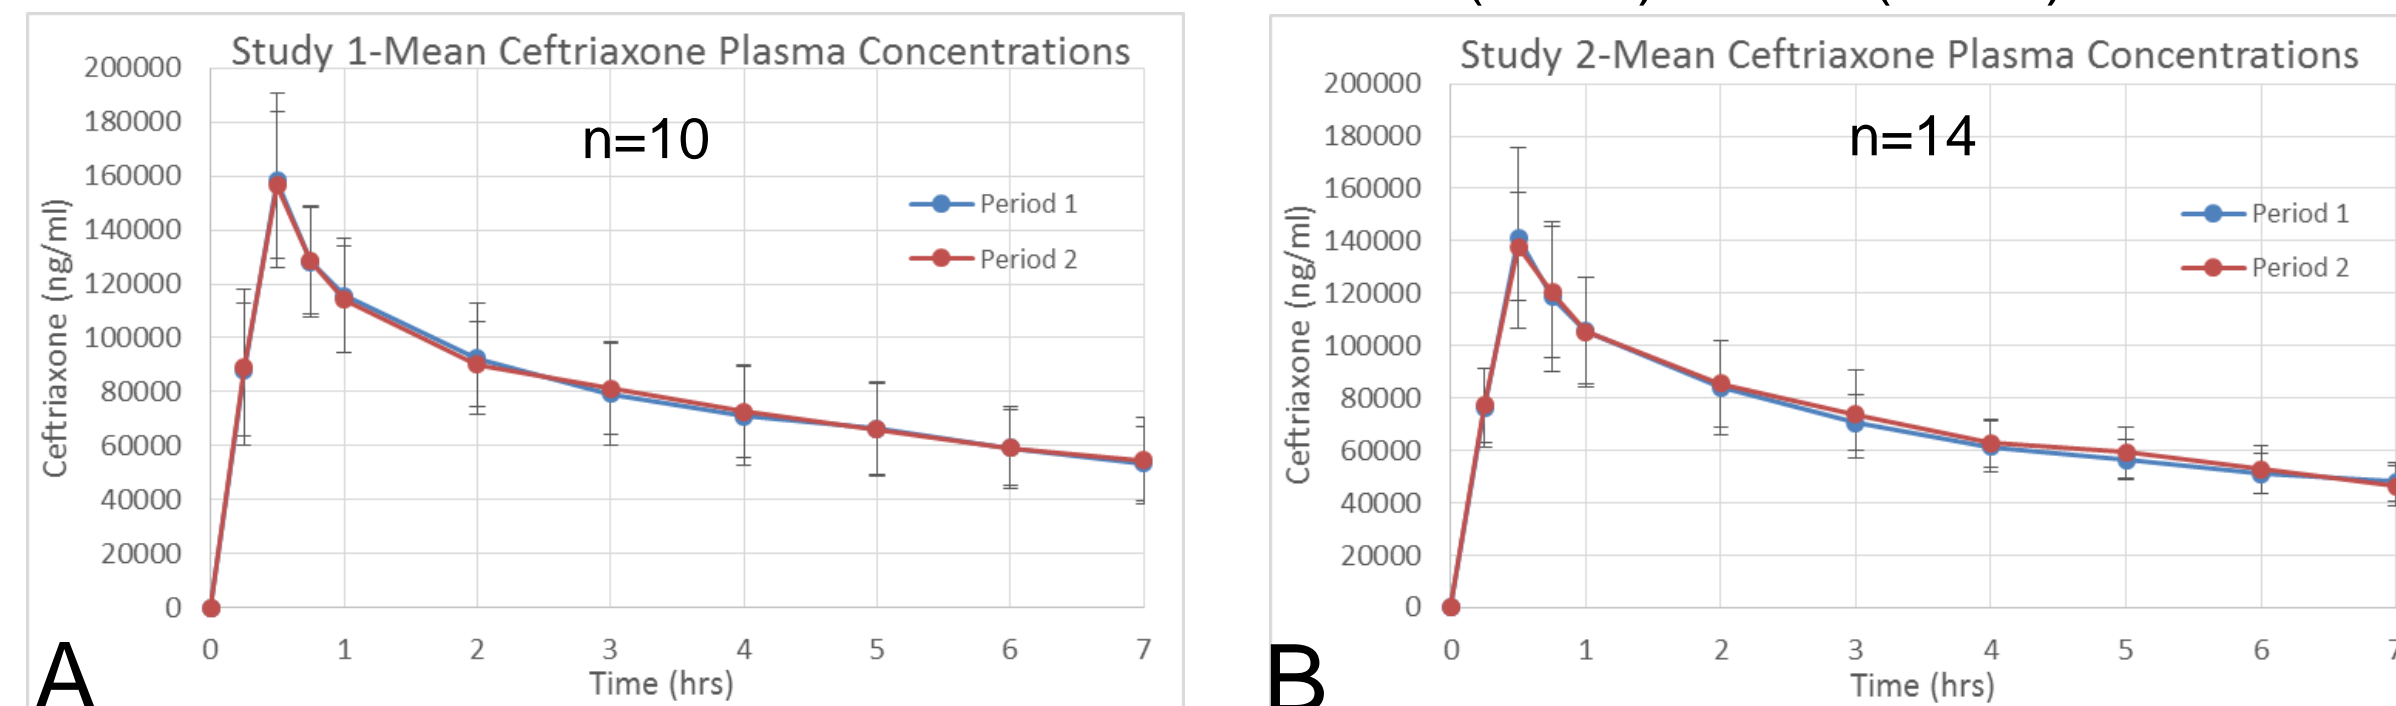 Study 1-Mean Ceftriaxone Plasma Concentrations
n=10
Period 1
Period 2
Ceftriaxone (ng/ml)
200000
180000
160000
140000
120000
100000
80000
60000
40000
20000
0
0 1 2 3 4 5 6 7
Time (hrs)
A
Study 2-Mean Ceftriaxone Plasma Concentrations
n=14
Period 1
Period 2
Ceftriaxone (ng/ml)
200000
180000
160000
140000
120000
100000
80000
60000
40000
20000
0
0 1 2 3 4 5 6 7
Time (hrs)
B